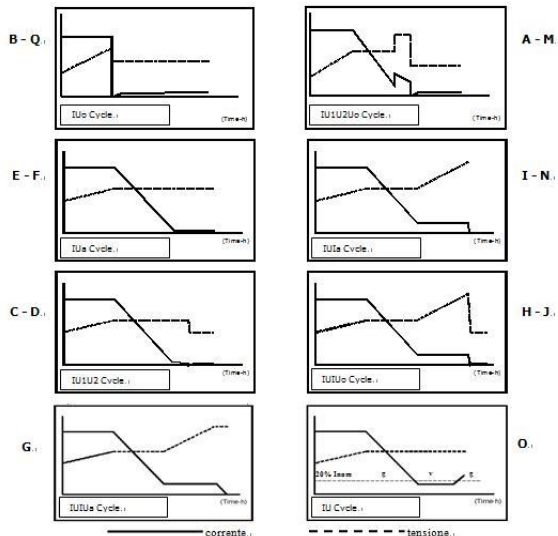 B - Q.
IUo Cycle.
(Time-h)
A - M.
IU1U2Uo Cycle.
(Time-h)
E - F.
IUa Cycle.
(Time-h)
I - N.
IUIa Cycle.
(Time-h)
C - D.
IU1U2 Cycle.
(Time-h)
H - J.
IUIUo Cycle.
(Time-h)
G.
IUIUa Cycle.
(Time-h)
O.
20% Inom g v g
IU Cycle.
(Time-h)
corrente. tensione.